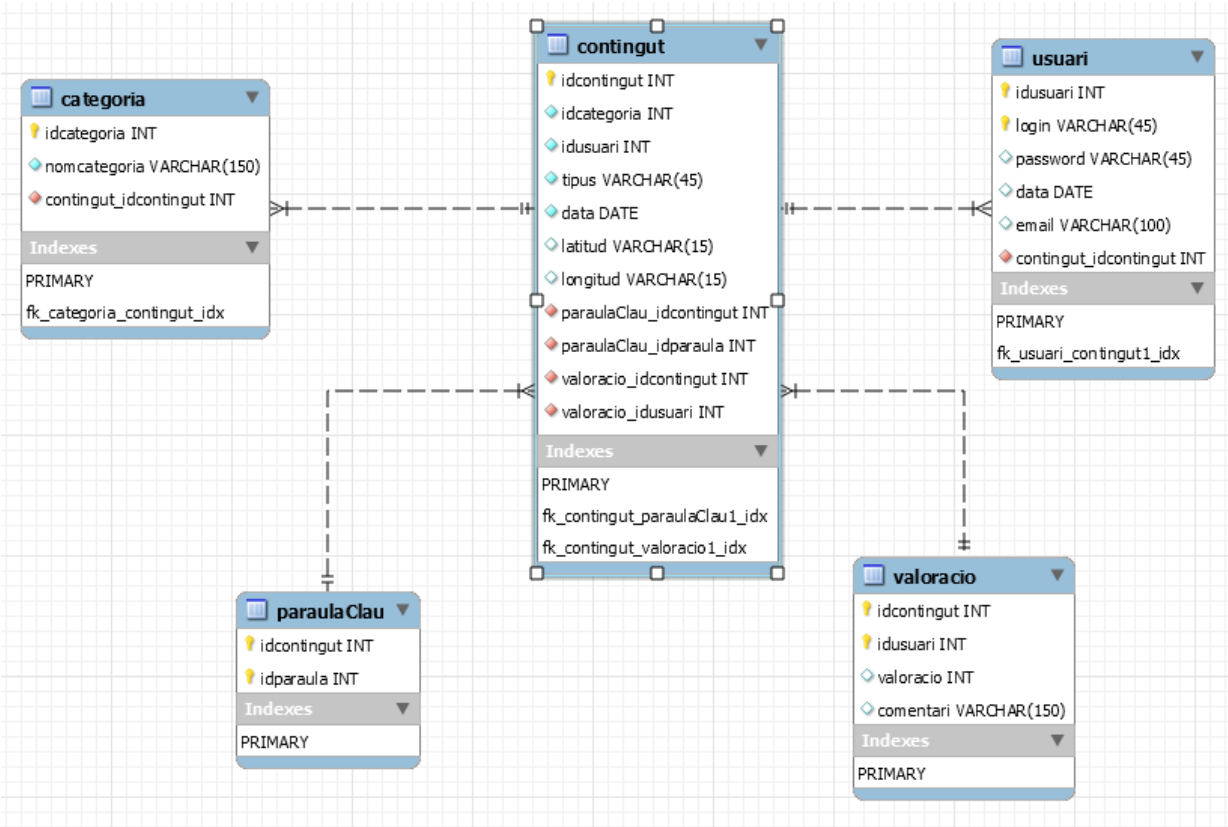 categoria
idcategoria INT
nomcategoria VARCHAR(150)
contingut_idcontingut INT
Indexes
PRIMARY
fk_categoria_contingut_idx
contingut
idcontingut INT
idcategoria INT
idusuari INT
tipus VARCHAR(45)
data DATE
latitud VARCHAR(15)
longitud VARCHAR(15)
paraulaClau_idcontingut INT
paraulaClau_idparaula INT
valoracio_idcontingut INT
valoracio_idusuari INT
Indexes
PRIMARY
fk_contingut_paraulaClau1_idx
fk_contingut_valoracio1_idx
usuari
idusuari INT
login VARCHAR(45)
password VARCHAR(45)
data DATE
email VARCHAR(100)
contingut_idcontingut INT
Indexes
PRIMARY
fk_usuari_contingut1_idx
paraulaClau
idcontingut INT
idparaula INT
Indexes
PRIMARY
valoracio
idcontingut INT
idusuari INT
valoracio INT
comentari VARCHAR(150)
Indexes
PRIMARY